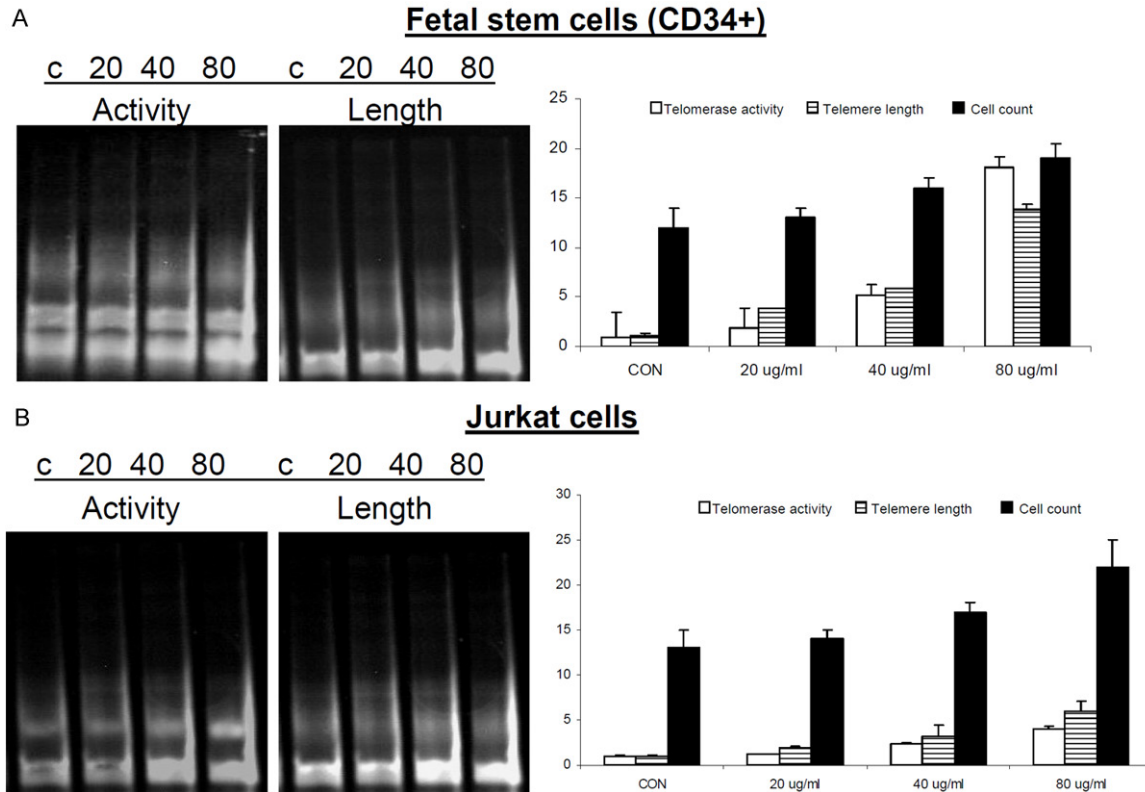 A
Fetal stem cells (CD34+)
c 20 40 80 c 20 40 80
Activity Length
25
20
15
10
5
0
Telomerase activity Telemere length Cell count
CON 20 ug/ml 40 ug/ml 80 ug/ml
B
Jurkat cells
c 20 40 80 c 20 40 80
Activity Length
30
25
20
15
10
5
0
Telomerase activity Telemere length Cell count
CON 20 ug/ml 40 ug/ml 80 ug/ml